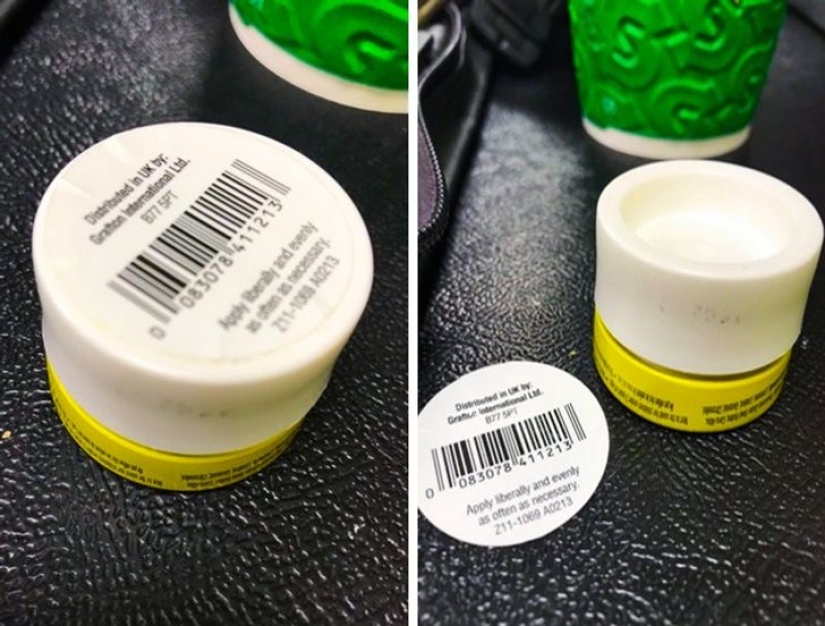 Distributed in UK by:
Grafton International Ltd.
B77 5PT
0 083078 411213
Apply liberally and evenly
as often as necessary.
Z11-1069 A0213
Distributed in UK by:
Grafton International Ltd.
B77 5PT
0 083078 411213
Apply liberally and evenly
as often as necessary.
Z11-1069 A0213